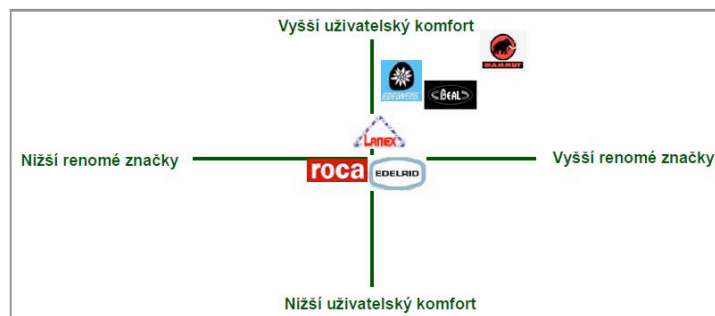 Vyšší uživatelský komfort
MAMMUT
EDELWEISS
BEAL
LANEX
Nižší renomé značky
Vyšší renomé značky
roca
EDELRID
Nižší uživatelský komfort